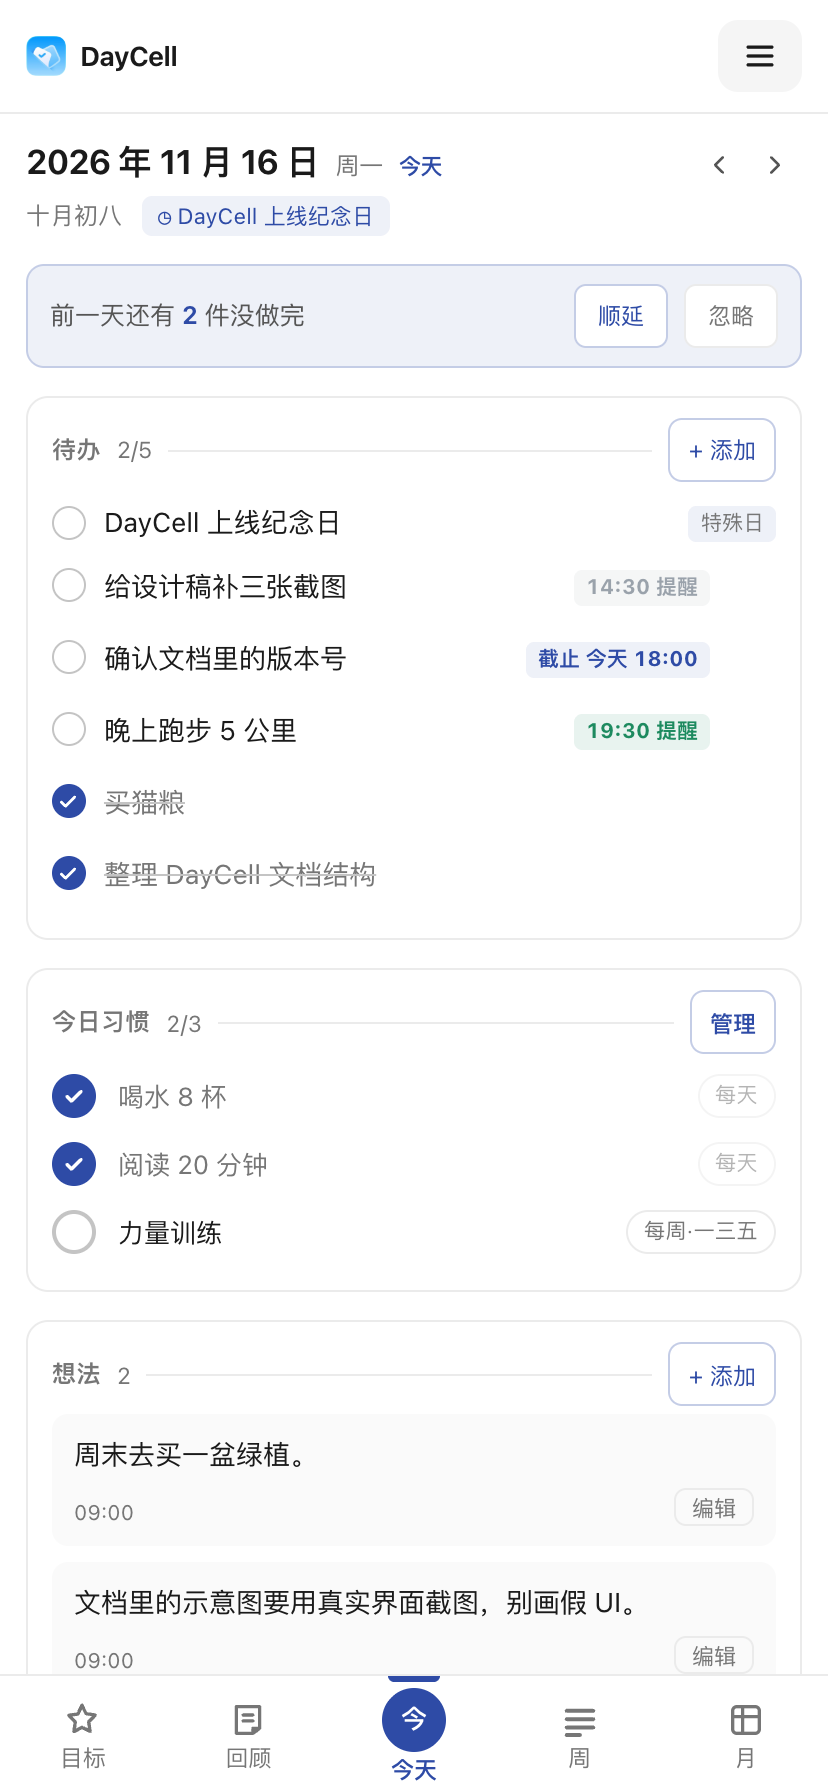 DayCell
2026 年 11 月 16 日 周一 今天
十月初八 DayCell 上线纪念日
前一天还有 2 件没做完 顺延 忽略
待办 2/5 + 添加
DayCell 上线纪念日 特殊日
给设计稿补三张截图 14:30 提醒
确认文档里的版本号 截止 今天 18:00
晚上跑步 5 公里 19:30 提醒
买猫粮
整理 DayCell 文档结构
今日习惯 2/3 管理
喝水 8 杯 每天
阅读 20 分钟 每天
力量训练 每周·一三五
想法 2 + 添加
周末去买一盆绿植。
09:00 编辑
文档里的示意图要用真实界面截图，别画假 UI。
09:00 编辑
今
目标 回顾 今天 周 月